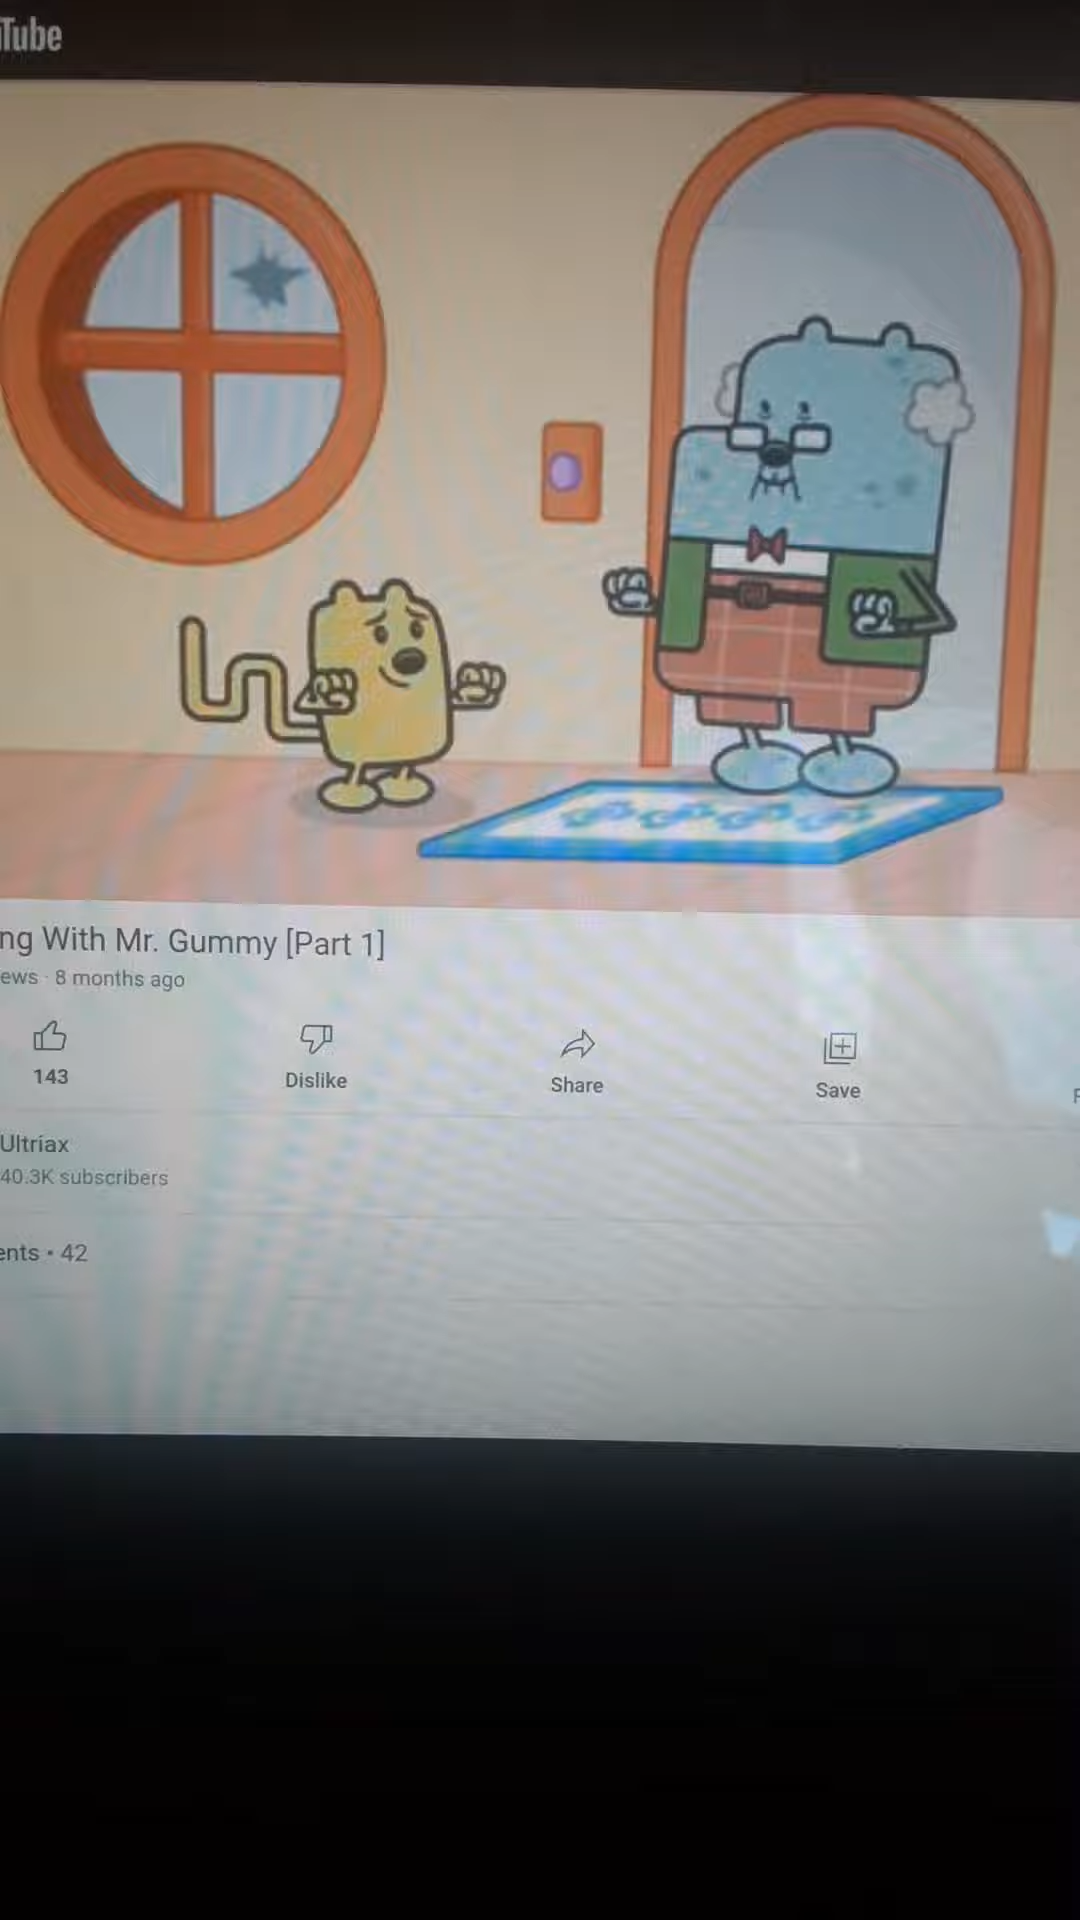 Tube
ng With Mr. Gummy [Part 1]
ews · 8 months ago
143
Dislike
Share
Save
Ultriax
40.3K subscribers
ents • 42